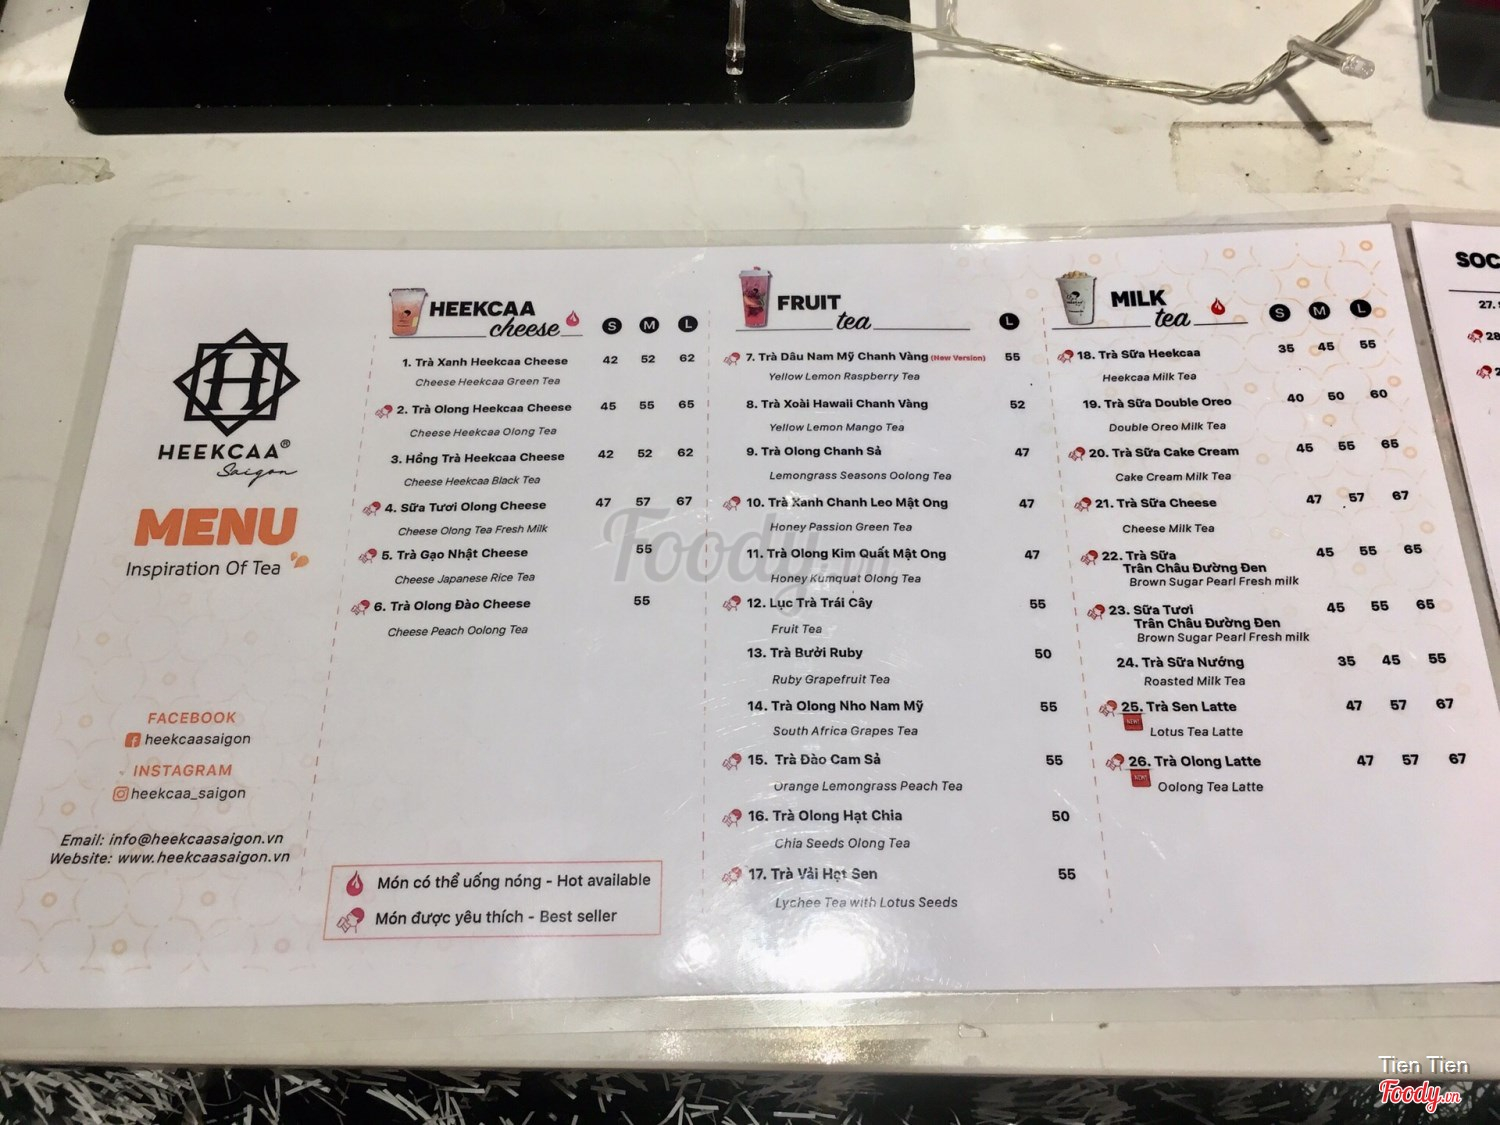 HEEKCAA®
Saigon
MENU
Inspiration Of Tea
FACEBOOK
heekcaasaigon
INSTAGRAM
heekcaa_saigon
Email: info@heekcaasaigon.vn
Website: www.heekcaasaigon.vn
HEEKCAA
cheese S M L
1. Trà Xanh Heekcaa Cheese 42 52 62
Cheese Heekcaa Green Tea
2. Trà Olong Heekcaa Cheese 45 55 65
Cheese Heekcaa Olong Tea
3. Hồng Trà Heekcaa Cheese 42 52 62
Cheese Heekcaa Black Tea
4. Sữa Tươi Olong Cheese 47 57 67
Cheese Olong Tea Fresh Milk
5. Trà Gạo Nhật Cheese 55
Cheese Japanese Rice Tea
6. Trà Olong Đào Cheese 55
Cheese Peach Oolong Tea
Món có thể uống nóng - Hot available
Món được yêu thích - Best seller
FRUIT
tea L
7. Trà Dâu Nam Mỹ Chanh Vàng (New Version) 55
Yellow Lemon Raspberry Tea
8. Trà Xoài Hawaii Chanh Vàng 52
Yellow Lemon Mango Tea
9. Trà Olong Chanh Sả 47
Lemongrass Seasons Oolong Tea
10. Trà Xanh Chanh Leo Mật Ong 47
Honey Passion Green Tea
11. Trà Olong Kim Quất Mật Ong 47
Honey Kumquat Olong Tea
12. Lục Trà Trái Cây 55
Fruit Tea
13. Trà Bưởi Ruby 50
Ruby Grapefruit Tea
14. Trà Olong Nho Nam Mỹ 55
South Africa Grapes Tea
15. Trà Đào Cam Sả 55
Orange Lemongrass Peach Tea
16. Trà Olong Hạt Chia 50
Chia Seeds Olong Tea
17. Trà Vải Hạt Sen 55
Lychee Tea with Lotus Seeds
MILK
tea S M L
18. Trà Sữa Heekcaa 35 45 55
Heekcaa Milk Tea
19. Trà Sữa Double Oreo 40 50 60
Double Oreo Milk Tea
20. Trà Sữa Cake Cream 45 55 65
Cake Cream Milk Tea
21. Trà Sữa Cheese 47 57 67
Cheese Milk Tea
22. Trà Sữa 45 55 65
Trân Châu Đường Đen
Brown Sugar Pearl Fresh milk
23. Sữa Tươi 45 55 65
Trân Châu Đường Đen
Brown Sugar Pearl Fresh milk
24. Trà Sữa Nướng 35 45 55
Roasted Milk Tea
25. Trà Sen Latte 47 57 67
NEW!
Lotus Tea Latte
26. Trà Olong Latte 47 57 67
Oolong Tea Latte
SOC
27.
28
Foody.vn
Tien Tien
Foody.vn